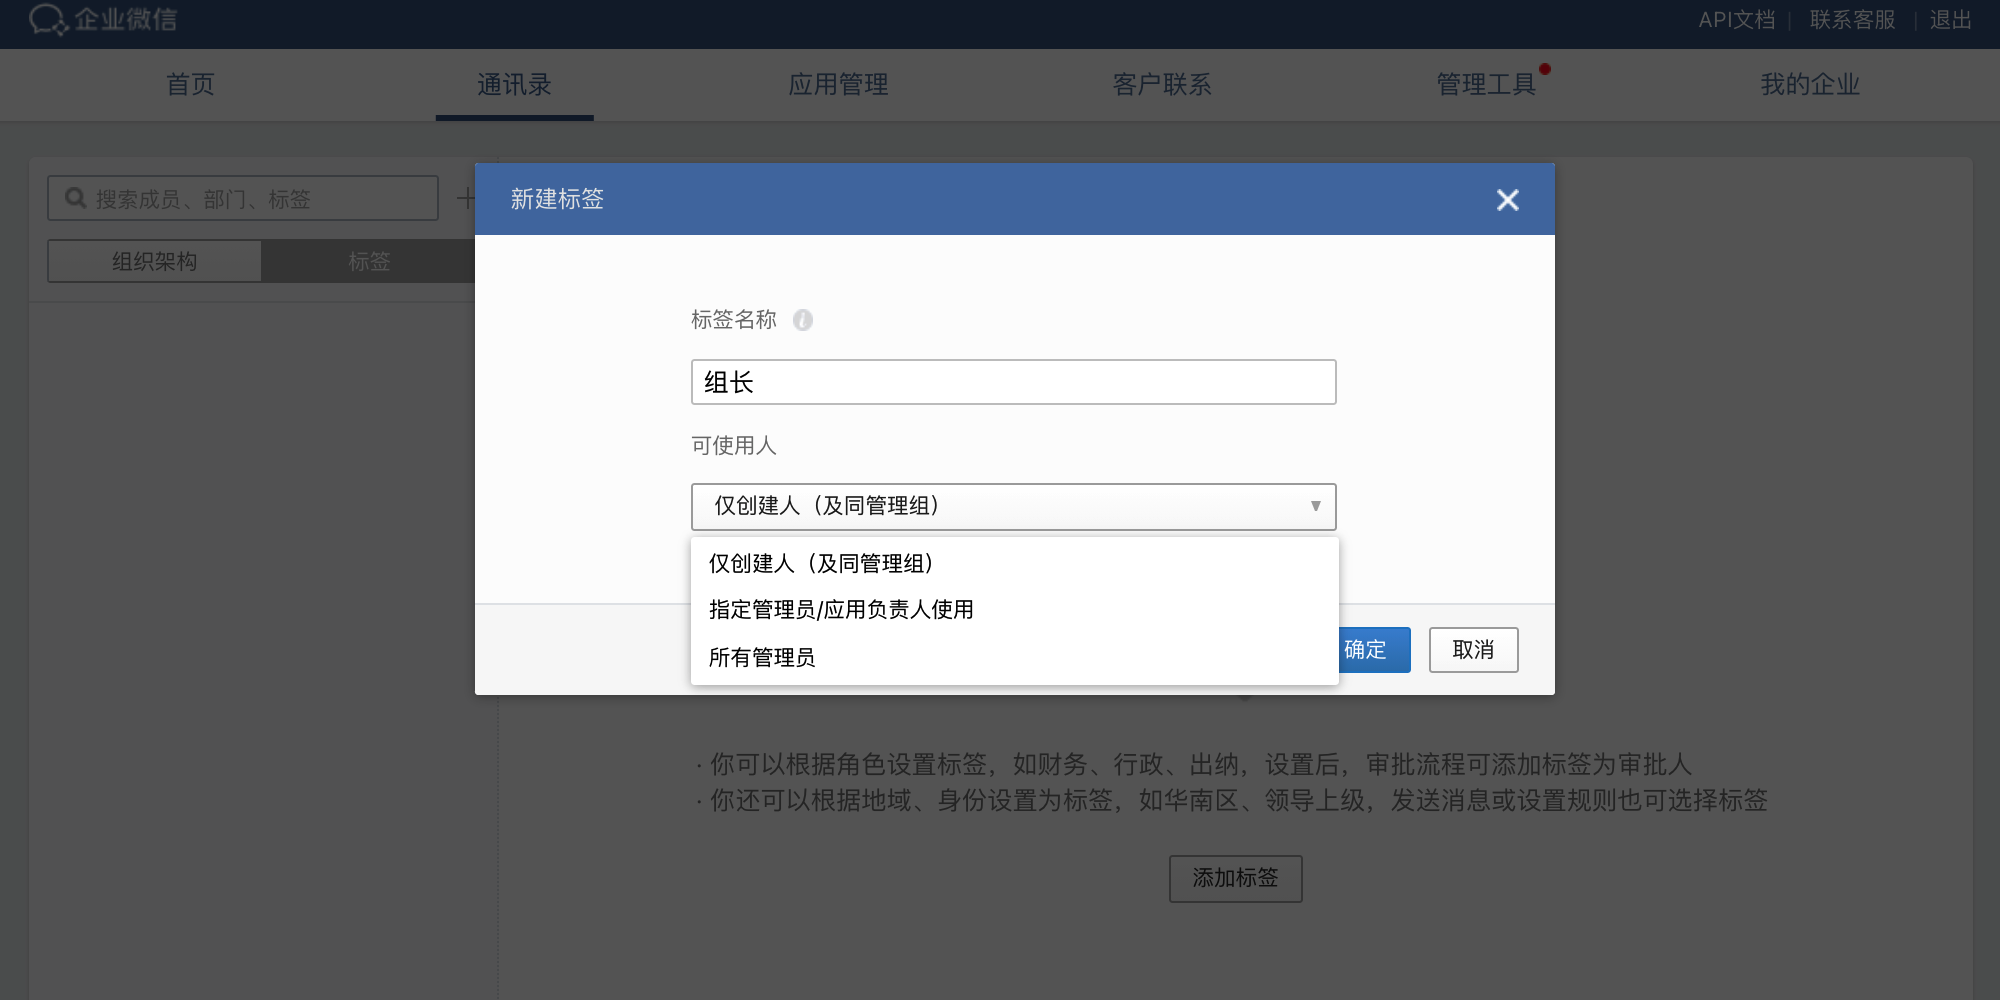 企业微信
API文档 | 联系客服 | 退出
首页 通讯录 应用管理 客户联系 管理工具 我的企业
搜索成员、部门、标签
组织架构 标签
新建标签
标签名称
组长
可使用人
仅创建人（及同管理组）
仅创建人（及同管理组）
指定管理员/应用负责人使用
所有管理员
确定 取消
· 你可以根据角色设置标签，如财务、行政、出纳，设置后，审批流程可添加标签为审批人
· 你还可以根据地域、身份设置为标签，如华南区、领导上级，发送消息或设置规则也可选择标签
添加标签